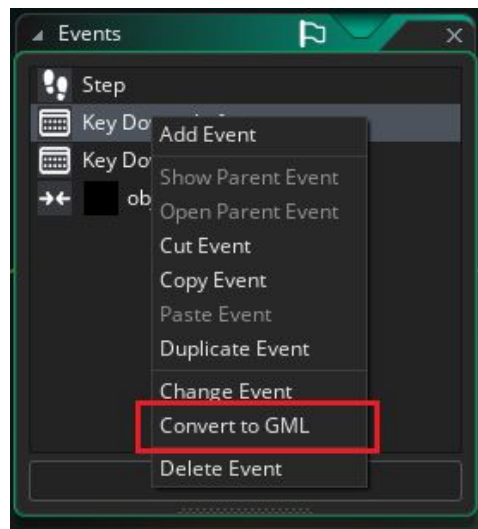 Events
Step
Key Do
Add Event
Key Do
Show Parent Event
ob
Open Parent Event
Cut Event
Copy Event
Paste Event
Duplicate Event
Change Event
Convert to GML
Delete Event